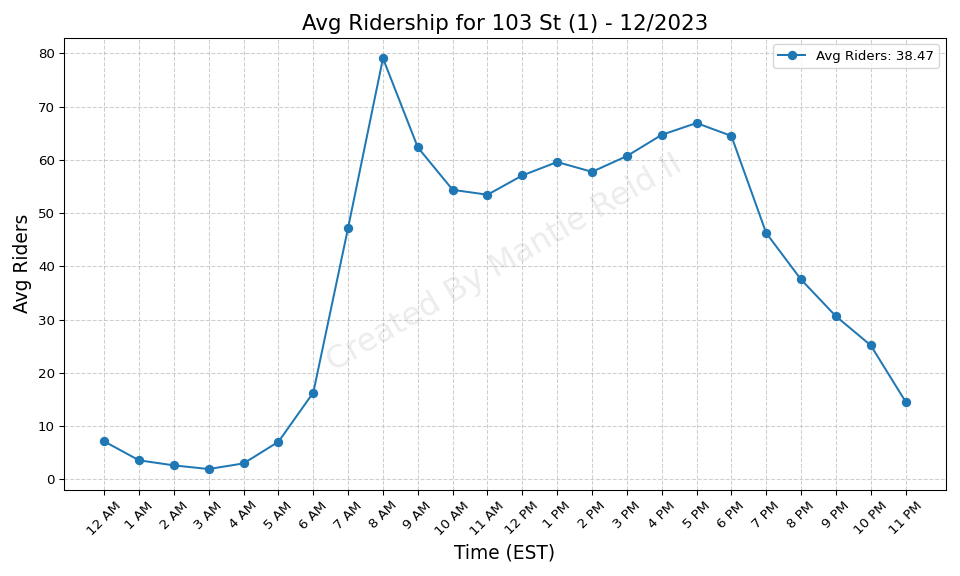 Avg Ridership for 103 St (1) - 12/2023
Avg Riders: 38.47
80
70
60
50
40
30
20
10
0
Avg Riders
Created By Mantie Reid II
12 AM
1 AM
2 AM
3 AM
4 AM
5 AM
6 AM
7 AM
8 AM
9 AM
10 AM
11 AM
12 PM
1 PM
2 PM
3 PM
4 PM
5 PM
6 PM
7 PM
8 PM
9 PM
10 PM
11 PM
Time (EST)